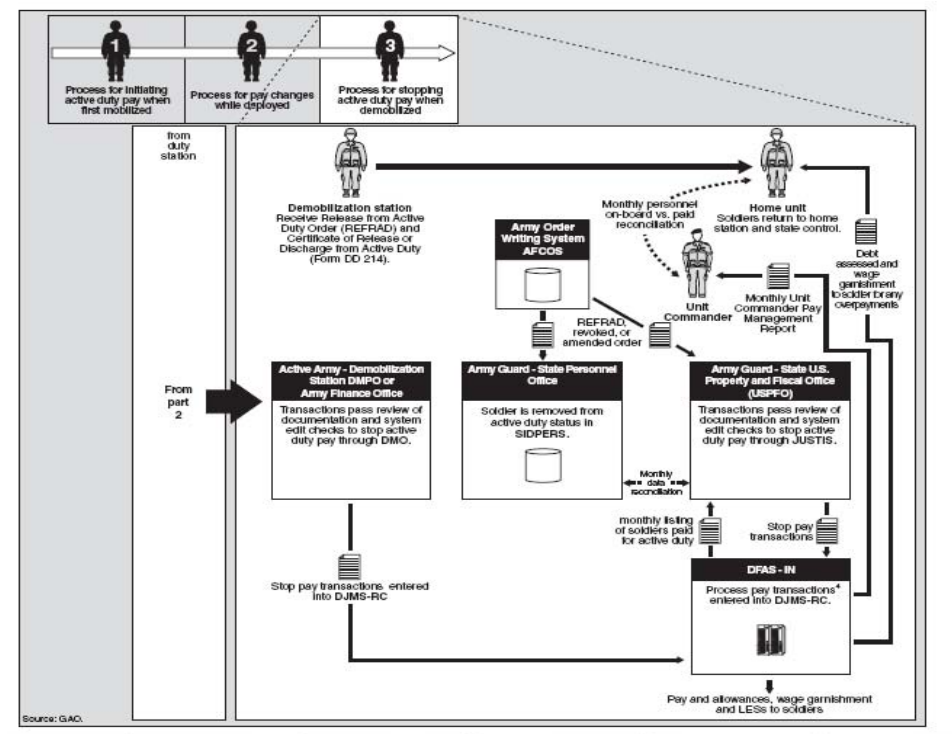 1
2
3
Process for initiating
active duty pay when
first mobilized
Process for pay changes
while deployed
Process for stopping
active duty pay when
demobilized
from
duty
station
Demobilization station
Receive Release from Active
Duty Order (REFRAD) and
Certificate of Release or
Discharge from Active Duty
(Form DD 214).
Monthly personnel
on-board vs. paid
reconciliation
Home unit
Soldiers return to home
station and state control.
Army Order
Writing System
AFCOS
Unit
Commander
Monthly Unit
Commander Pay
Management
Report
Debt
assessed and
wage
garnishment
to soldier for any
overpayments
REFRAD,
revoked, or
amended order
From
part
2
Active Army - Demobilization
Station DMPO or
Army Finance Office
Transactions pass review of
documentation and system
edit checks to stop active
duty pay through DMO.
Army Guard - State Personnel
Office
Soldier is removed from
active duty status in
SIDPERS.
Army Guard - State U.S.
Property and Fiscal Office
(USPFO)
Transactions pass review of
documentation and system
edit checks to stop active
duty pay through JUSTIS.
Monthly
data
reconciliation
monthly listing
of soldiers paid
for active duty
Stop pay
transactions
Stop pay transactions entered
into DJMS-RC
DFAS - IN
Process pay transactions4
entered into DJMS-RC.
Pay and allowances, wage garnishment
and LESs to soldiers
Source: GAO.